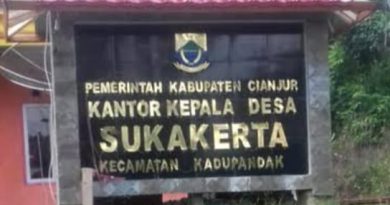 PEMERINTAH KABUPATEN CIANJUR
KANTOR KEPALA DESA
SUKAKERTA
KECAMATAN KADUPANDAK